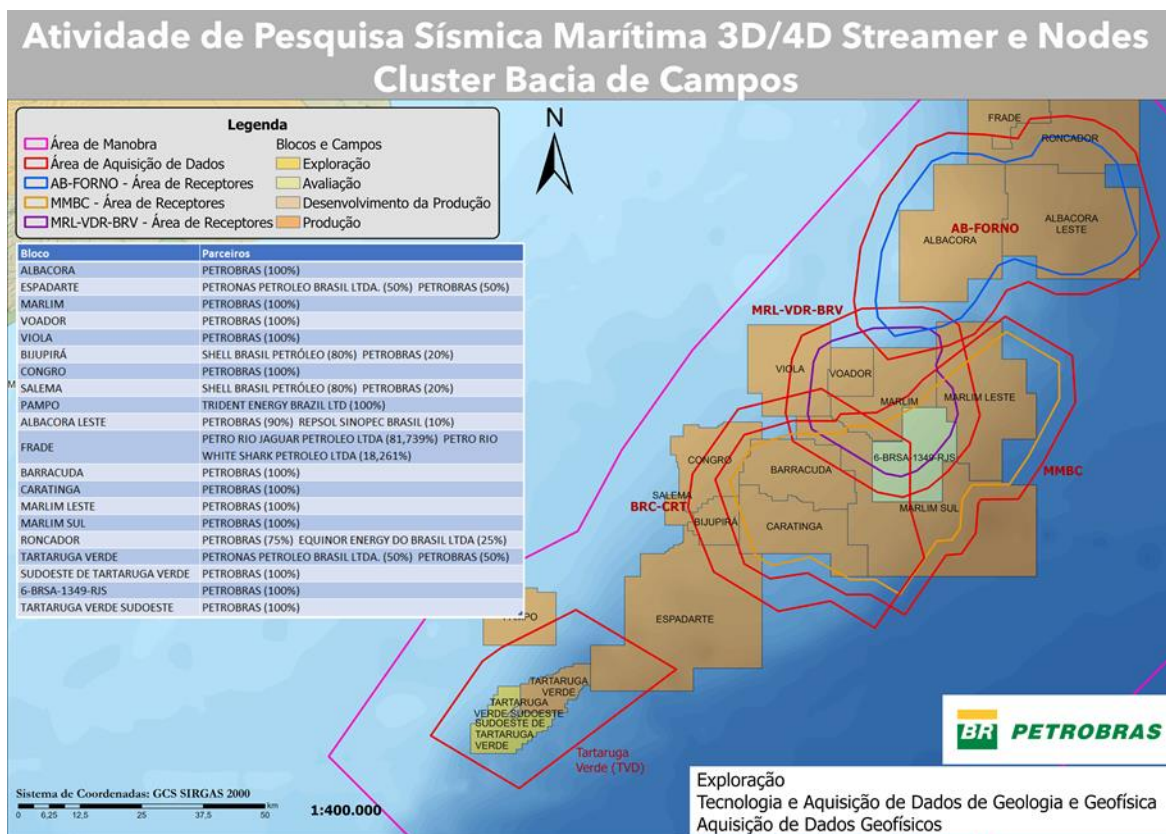 Atividade de Pesquisa Sísmica Marítima 3D/4D Streamer e Nodes
Cluster Bacia de Campos
Legenda
Área de Manobra
Área de Aquisição de Dados
AB-FORNO - Área de Receptores
MMBC - Área de Receptores
MRL-VDR-BRV - Área de Receptores
Blocos e Campos
Exploração
Avaliação
Desenvolvimento da Produção
Produção
N
Bloco Parceiros
ALBACORA PETROBRAS (100%)
ESPADARTE PETRONAS PETROLEO BRASIL LTDA. (50%) PETROBRAS (50%)
MARLIM PETROBRAS (100%)
VOADOR PETROBRAS (100%)
VIOLA PETROBRAS (100%)
BIJUPIRÁ SHELL BRASIL PETRÓLEO (80%) PETROBRAS (20%)
CONGRO PETROBRAS (100%)
SALEMA SHELL BRASIL PETRÓLEO (80%) PETROBRAS (20%)
PAMPO TRIDENT ENERGY BRAZIL LTD (100%)
ALBACORA LESTE PETROBRAS (90%) REPSOL SINOPEC BRASIL (10%)
FRADE PETRO RIO JAGUAR PETROLEO LTDA (81,739%) PETRO RIO
WHITE SHARK PETROLEO LTDA (18,261%)
BARRACUDA PETROBRAS (100%)
CARATINGA PETROBRAS (100%)
MARLIM LESTE PETROBRAS (100%)
MARLIM SUL PETROBRAS (100%)
RONCADOR PETROBRAS (75%) EQUINOR ENERGY DO BRASIL LTDA (25%)
TARTARUGA VERDE PETRONAS PETROLEO BRASIL LTDA. (50%) PETROBRAS (50%)
SUDOESTE DE TARTARUGA VERDE PETROBRAS (100%)
6-BRSA-1349-RJS PETROBRAS (100%)
TARTARUGA VERDE SUDOESTE PETROBRAS (100%)
FRADE
RONCADOR
ALBACORA
LESTE
AB-FORNO
ALBACORA
MRL-VDR-BRV
VIOLA
VOADOR
MARLIM
MARLIM LESTE
CONGRO
BARRACUDA
6-BRSA-1349-RJS
MMBC
SALEMA
BRC-CRT
MARLIM SUL
BIJUPIRÁ
CARATINGA
ESPADARTE
TARTARUGA
VERDE
TARTARUGA
VERDE SUDOESTE
SUDOESTE DE
TARTARUGA
VERDE
Tartaruga
Verde (TVD)
BR PETROBRAS
Sistema de Coordenadas: GCS SIRGAS 2000
km
0 6,25 12,5 25 37,5 50
1:400.000
Exploração
Tecnologia e Aquisição de Dados de Geologia e Geofísica
Aquisição de Dados Geofísicos